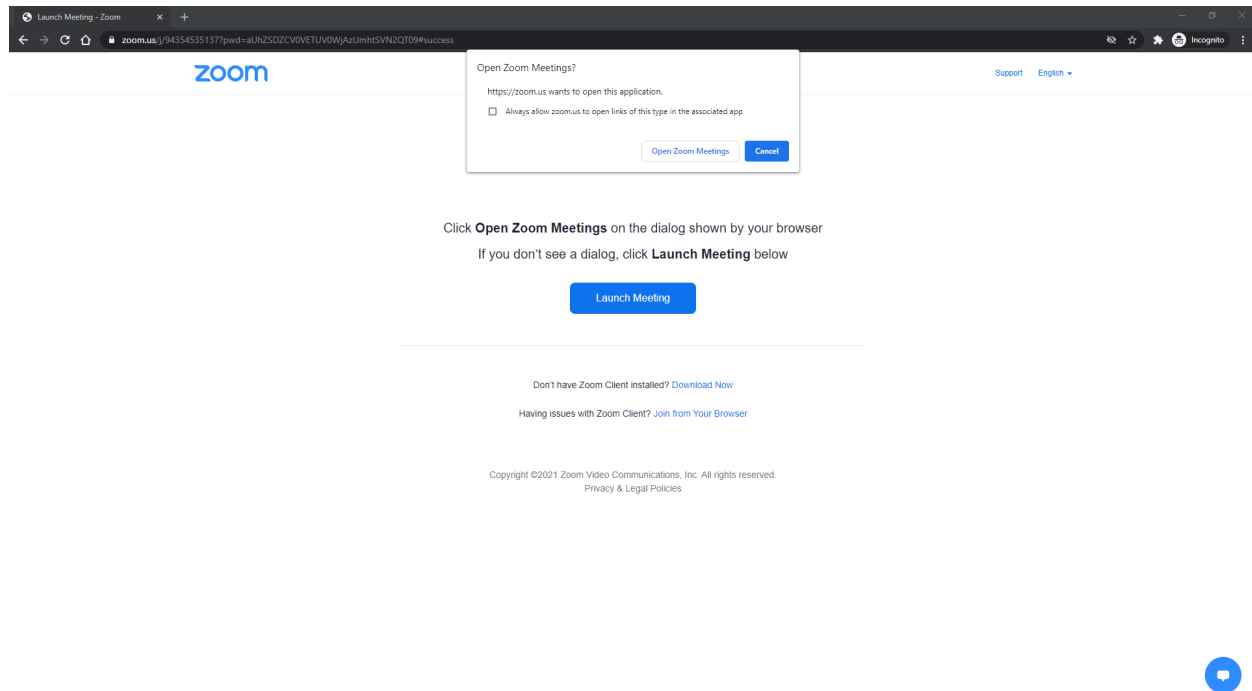 Launch Meeting - Zoom
zoom.us/j/94354535137?pwd=aUhZSDZCV0VETUV0WjAzUmhtSVN2QT09#success
Incognito
zoom
Support English
Open Zoom Meetings?
https://zoom.us wants to open this application.
Always allow zoom.us to open links of this type in the associated app
Open Zoom Meetings Cancel
Click Open Zoom Meetings on the dialog shown by your browser
If you don't see a dialog, click Launch Meeting below
Launch Meeting
Don't have Zoom Client installed? Download Now
Having issues with Zoom Client? Join from Your Browser
Copyright ©2021 Zoom Video Communications, Inc. All rights reserved.
Privacy & Legal Policies